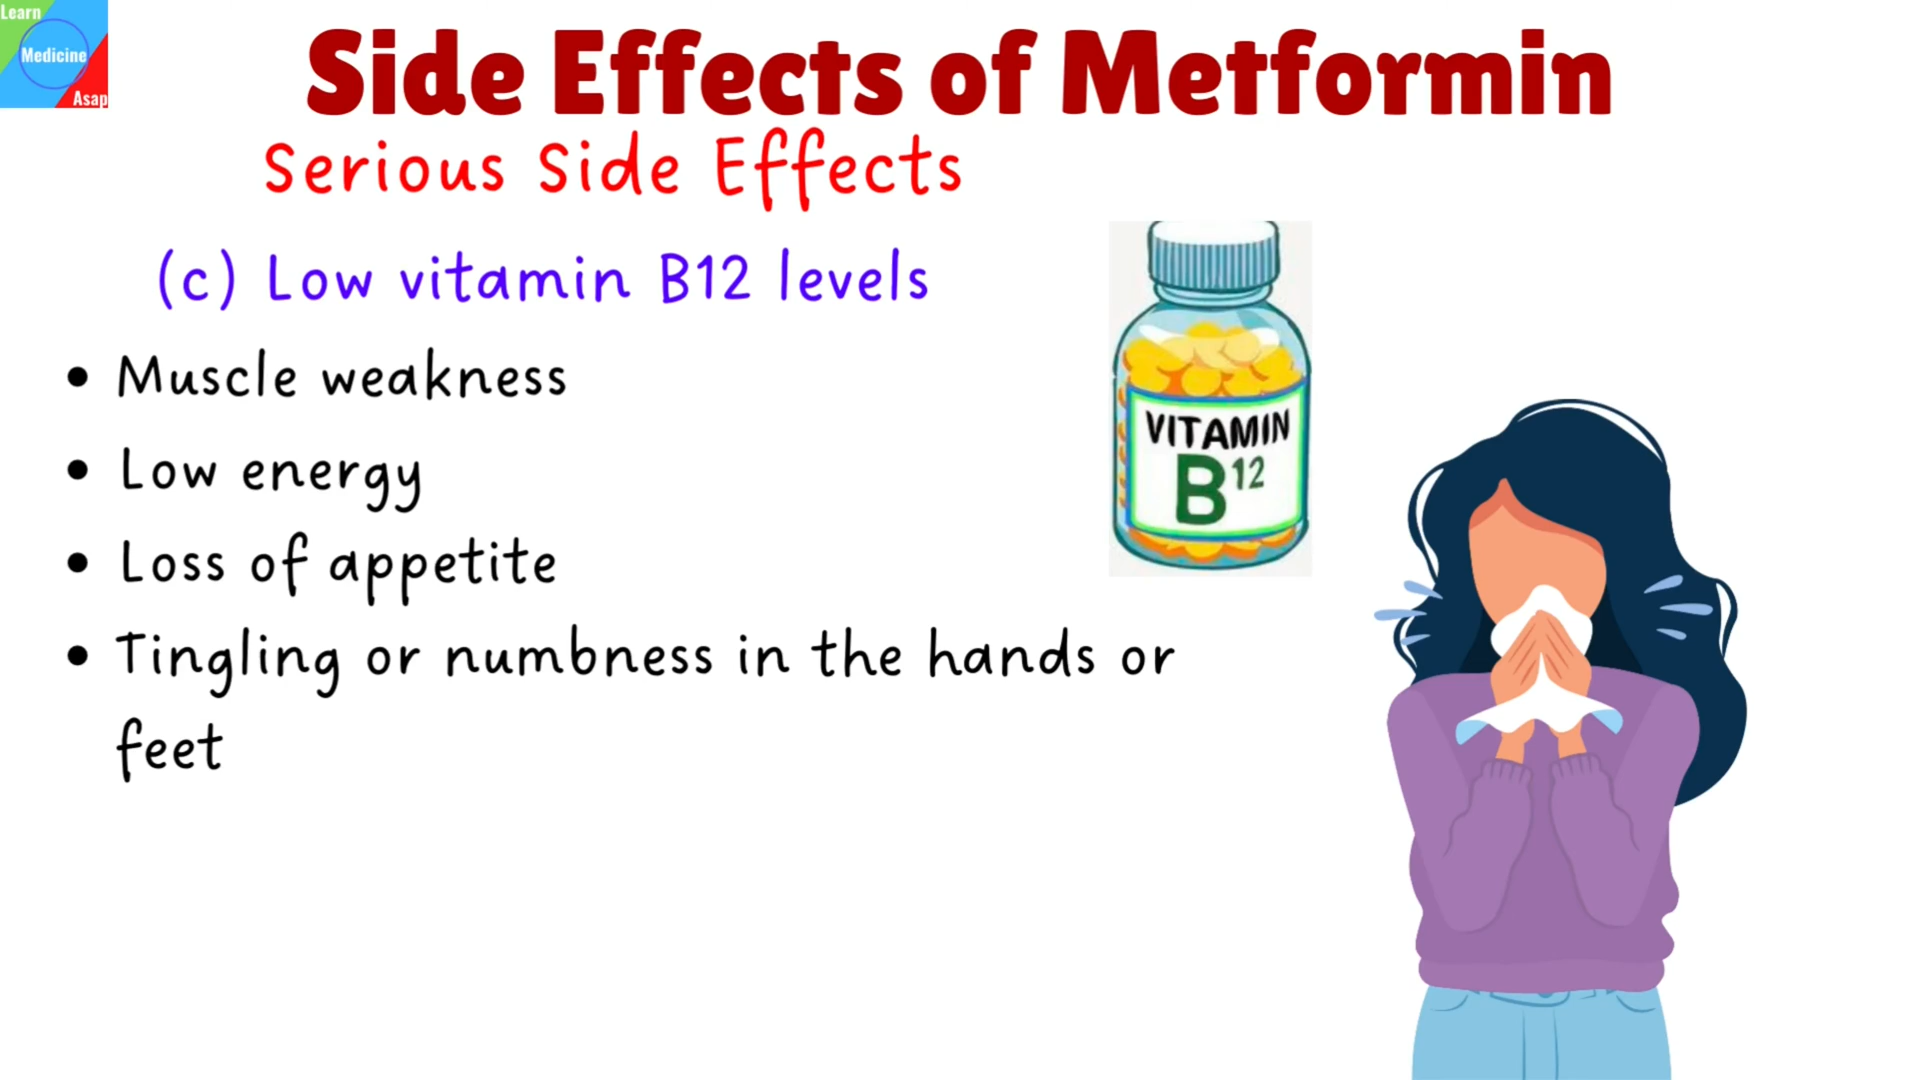 Learn
Medicine
Asap
Side Effects of Metformin
Serious Side Effects
(c) Low vitamin B12 levels
• Muscle weakness
• Low energy
• Loss of appetite
• Tingling or numbness in the hands or
feet
VITAMIN
B12